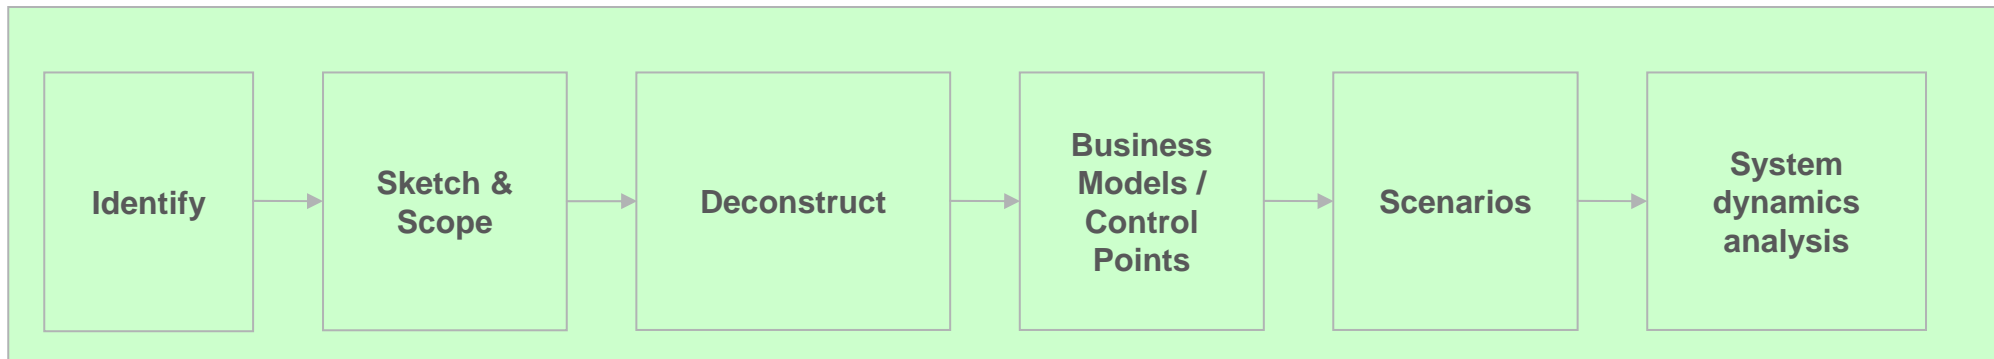 Identify
Sketch &
Scope
Deconstruct
Business
Models /
Control
Points
Scenarios
System
dynamics
analysis